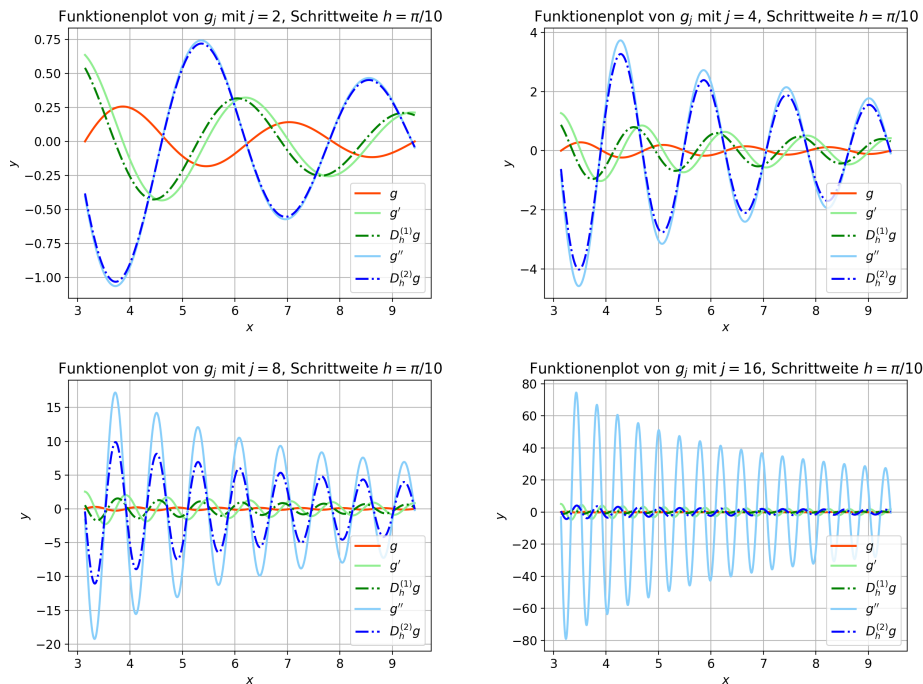 Funktionenplot von $g_j$ mit $j = 2$, Schrittweite $h = \pi/10$
0.75
0.50
0.25
0.00
−0.25
−0.50
−0.75
−1.00
y
3 4 5 6 7 8 9
x
g
g′
$D_h^{(1)}g$
g′′
$D_h^{(2)}g$
Funktionenplot von $g_j$ mit $j = 4$, Schrittweite $h = \pi/10$
4
2
0
−2
−4
y
3 4 5 6 7 8 9
x
g
g′
$D_h^{(1)}g$
g′′
$D_h^{(2)}g$
Funktionenplot von $g_j$ mit $j = 8$, Schrittweite $h = \pi/10$
15
10
5
0
−5
−10
−15
−20
y
3 4 5 6 7 8 9
x
g
g′
$D_h^{(1)}g$
g′′
$D_h^{(2)}g$
Funktionenplot von $g_j$ mit $j = 16$, Schrittweite $h = \pi/10$
80
60
40
20
0
−20
−40
−60
−80
y
3 4 5 6 7 8 9
x
g
g′
$D_h^{(1)}g$
g′′
$D_h^{(2)}g$